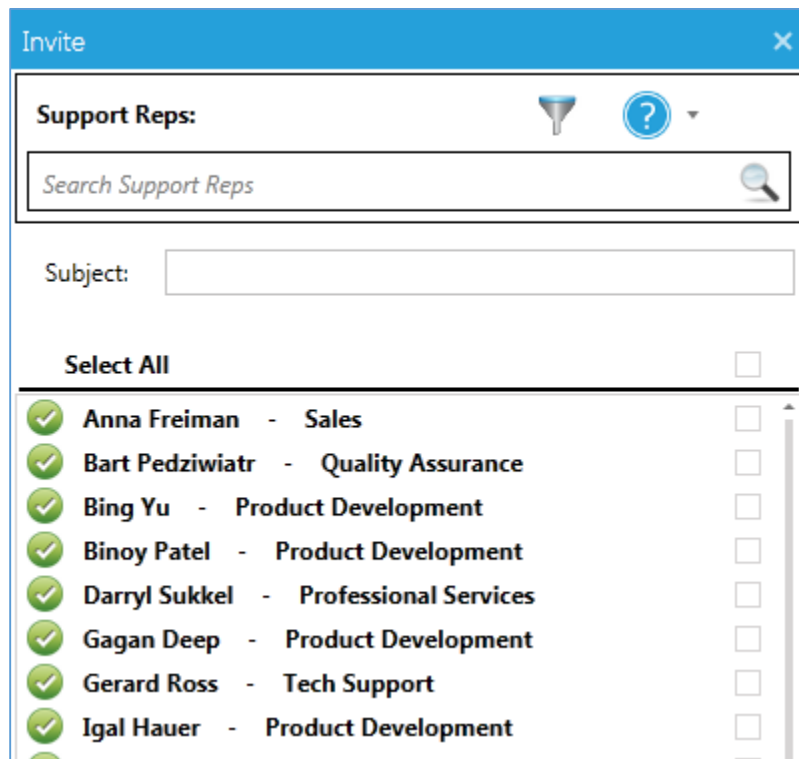 Invite
Support Reps:
?
Search Support Reps
Subject:
Select All
Anna Freiman - Sales
Bart Pedziwiatr - Quality Assurance
Bing Yu - Product Development
Binoy Patel - Product Development
Darryl Sukkel - Professional Services
Gagan Deep - Product Development
Gerard Ross - Tech Support
Igal Hauer - Product Development